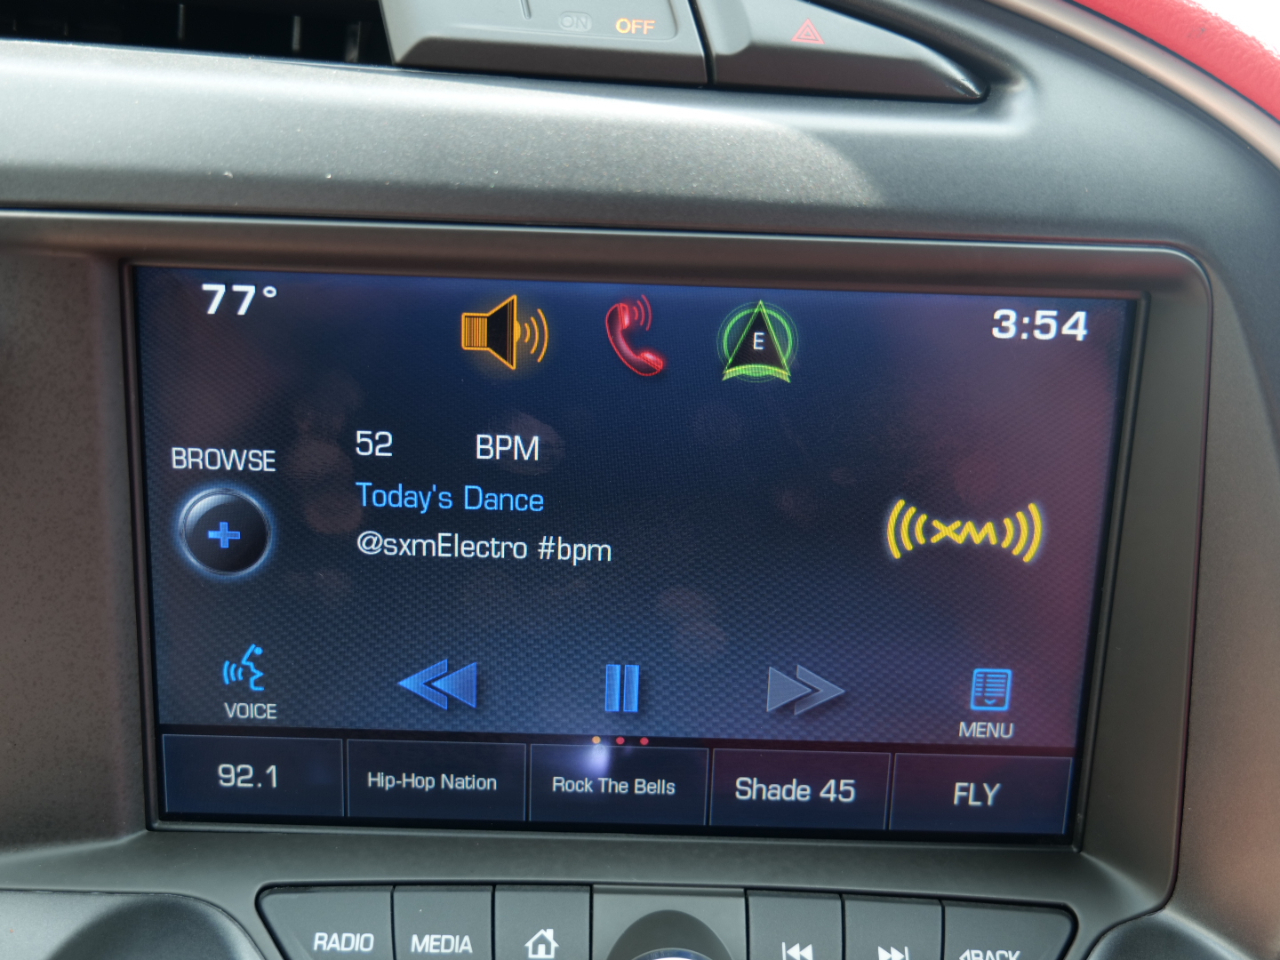 ON OFF
77° 3:54
E
52 BPM
BROWSE
Today's Dance
@sxmElectro #bpm
XM
VOICE
MENU
92.1 Hip-Hop Nation Rock The Bells Shade 45 FLY
RADIO MEDIA BACK